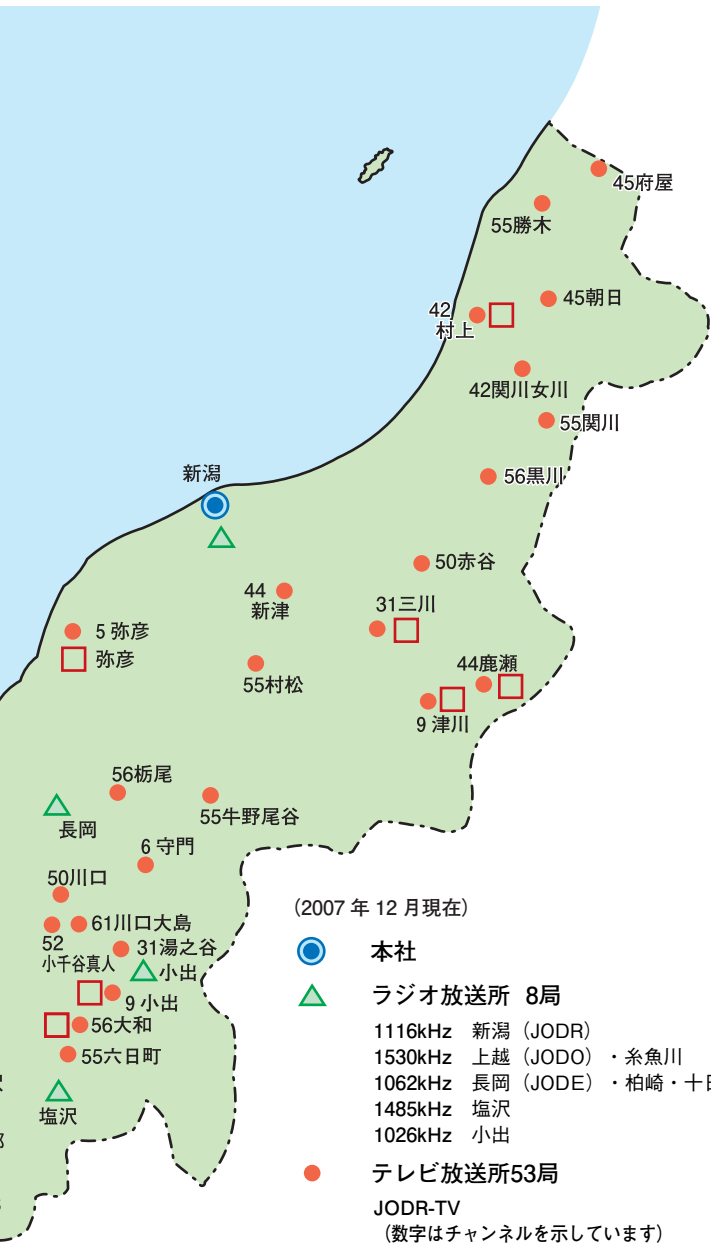 45府屋
55勝木
45朝日
42
村上
42関川女川
55関川
新潟
56黒川
50赤谷
44
新津
31三川
5 弥彦
弥彦
55村松
44鹿瀬
9 津川
56栃尾
長岡
55牛野尾谷
6 守門
50川口
61川口大島
52
小千谷真人
31湯之谷
小出
9 小出
56大和
55六日町
塩沢
(2007 年 12 月現在)
本社
ラジオ放送所 8局
1116kHz 新潟（JODR）
1530kHz 上越（JODO）・糸魚川
1062kHz 長岡（JODE）・柏崎・十
1485kHz 塩沢
1026kHz 小出
テレビ放送所53局
JODR-TV
（数字はチャンネルを示しています）